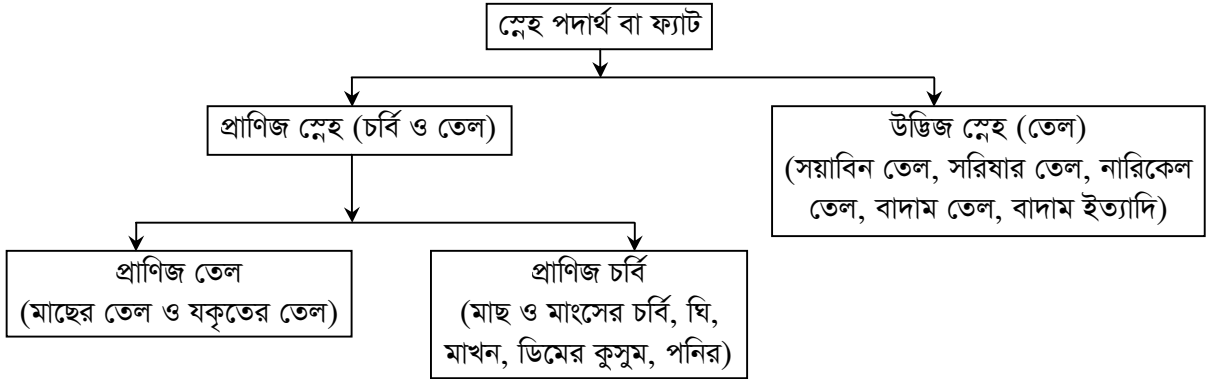 স্নেহ পদার্থ বা ফ্যাট
প্রাণিজ স্নেহ (চর্বি ও তেল)
উদ্ভিজ স্নেহ (তেল)
(সয়াবিন তেল, সরিষার তেল, নারিকেল
তেল, বাদাম তেল, বাদাম ইত্যাদি)
প্রাণিজ তেল
(মাছের তেল ও যকৃতের তেল)
প্রাণিজ চর্বি
(মাছ ও মাংসের চর্বি, ঘি,
মাখন, ডিমের কুসুম, পনির)